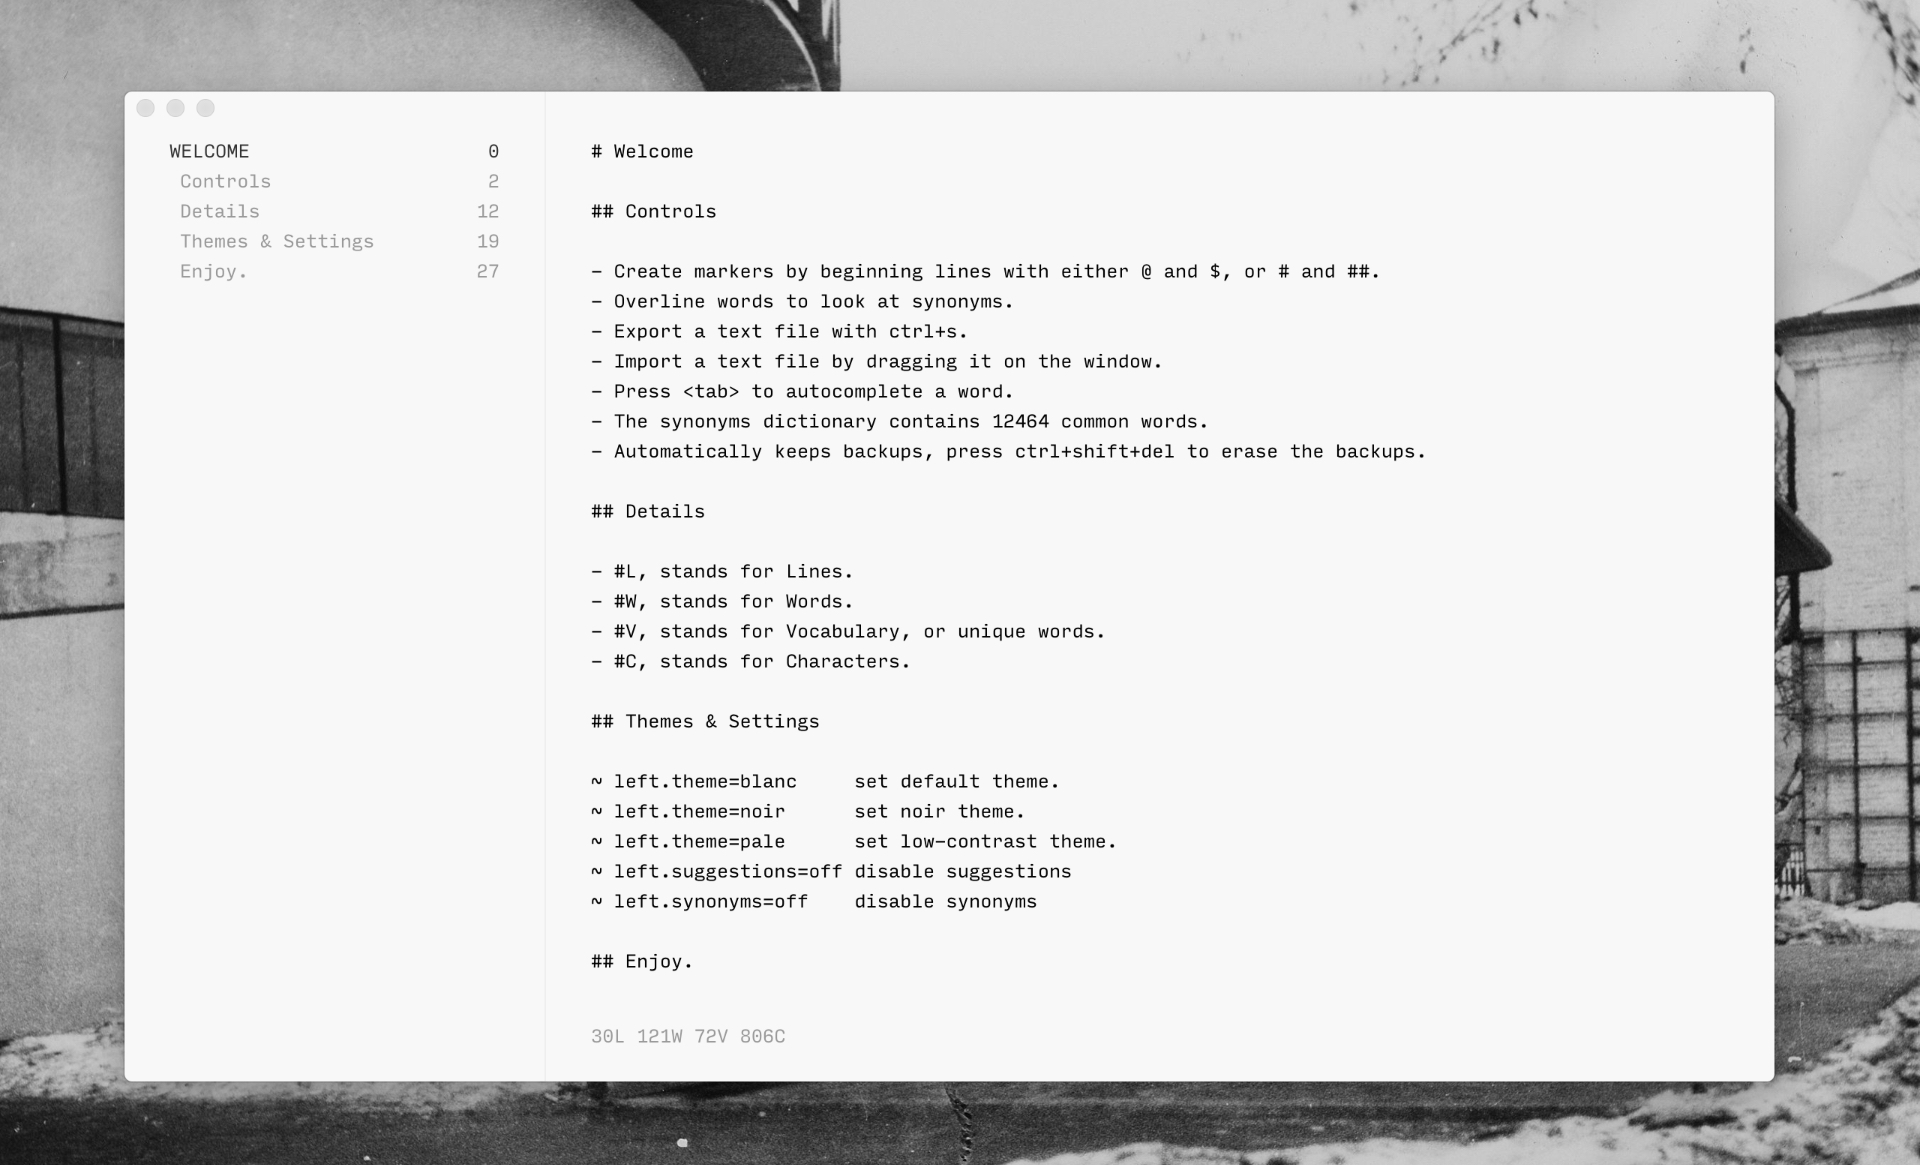 WELCOME 0
Controls 2
Details 12
Themes & Settings 19
Enjoy. 27
# Welcome
## Controls
- Create markers by beginning lines with either @ and $, or # and ##.
- Overline words to look at synonyms.
- Export a text file with ctrl+s.
- Import a text file by dragging it on the window.
- Press <tab> to autocomplete a word.
- The synonyms dictionary contains 12464 common words.
- Automatically keeps backups, press ctrl+shift+del to erase the backups.
## Details
- #L, stands for Lines.
- #W, stands for Words.
- #V, stands for Vocabulary, or unique words.
- #C, stands for Characters.
## Themes & Settings
~ left.theme=blanc     set default theme.
~ left.theme=noir      set noir theme.
~ left.theme=pale      set low-contrast theme.
~ left.suggestions=off disable suggestions
~ left.synonyms=off    disable synonyms
## Enjoy.
30L 121W 72V 806C